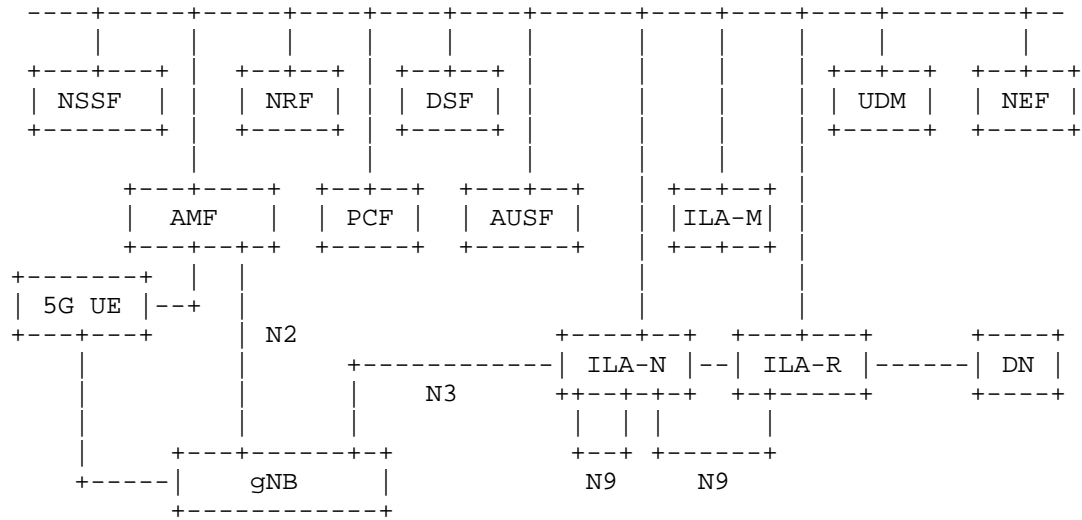 NSSF NRF DSF UDM NEF
AMF PCF AUSF ILA-M
5G UE
N2
ILA-N ILA-R DN
N3
gNB N9 N9